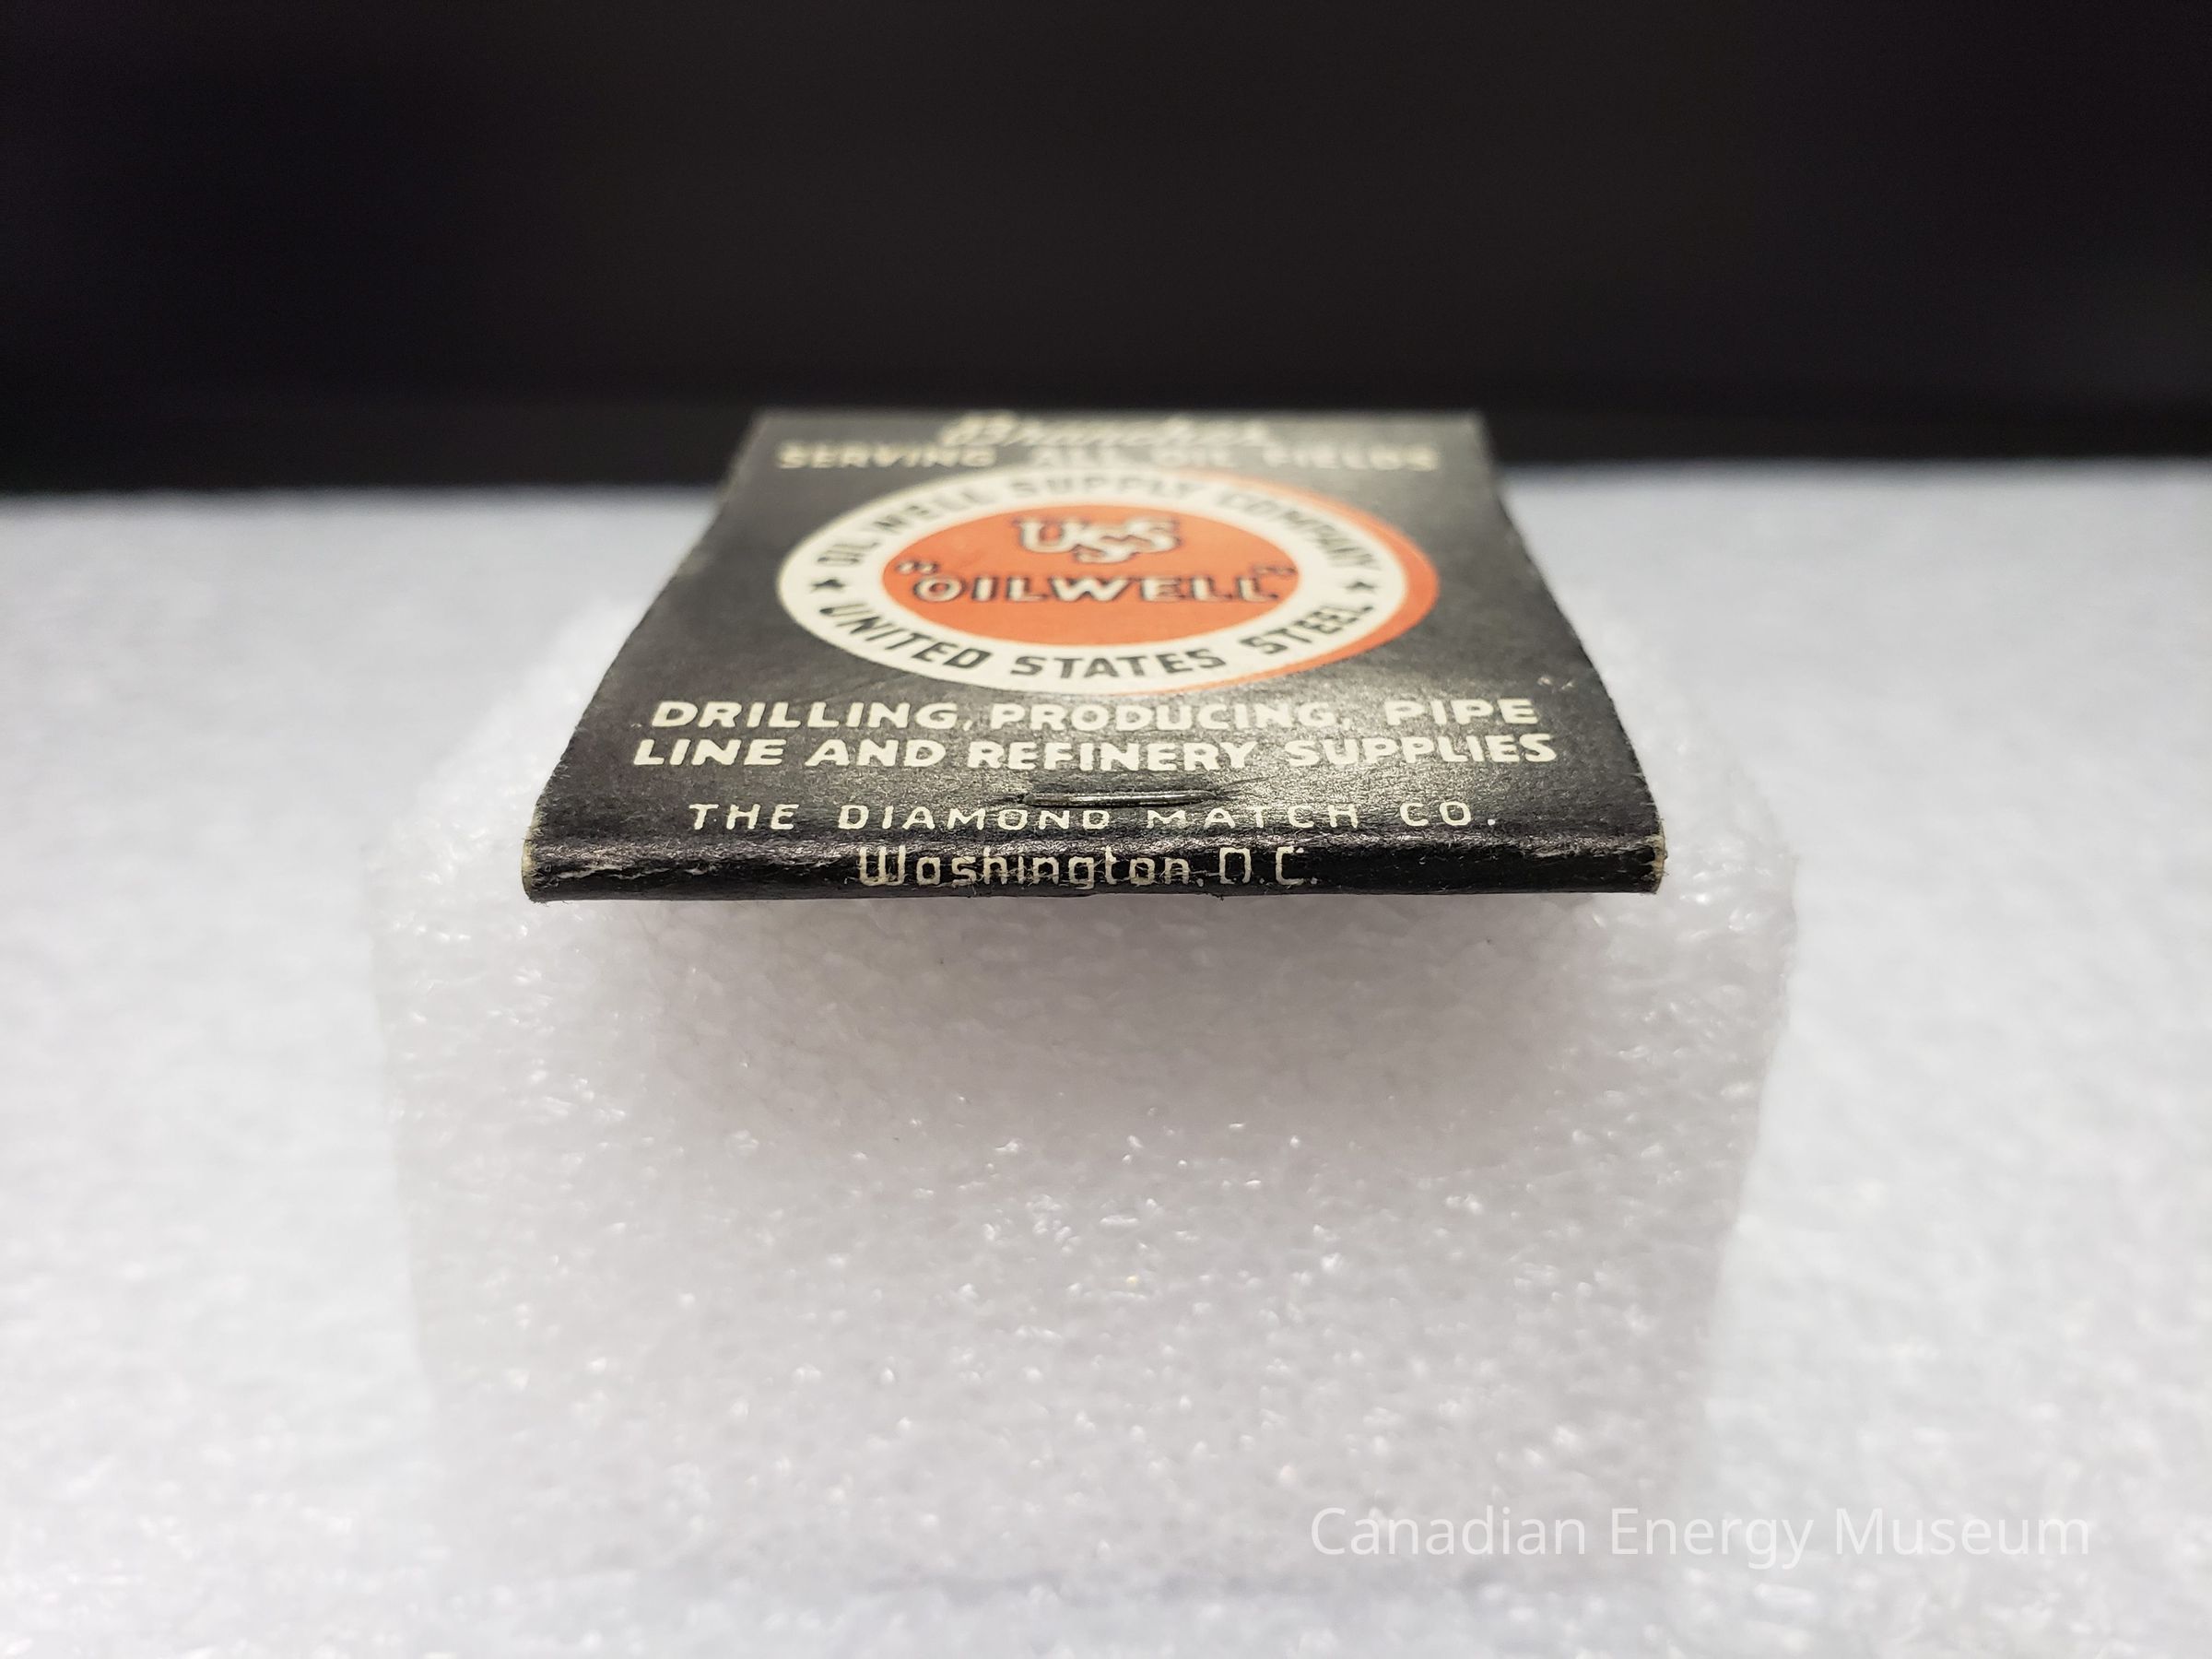 Branches
SERVING ALL OIL FIELDS
OIL WELL SUPPLY COMPANY
USS
"OILWELL"
★ UNITED STATES STEEL ★
DRILLING, PRODUCING, PIPE
LINE AND REFINERY SUPPLIES
THE DIAMOND MATCH CO.
Washington, D.C.
Canadian Energy Museum